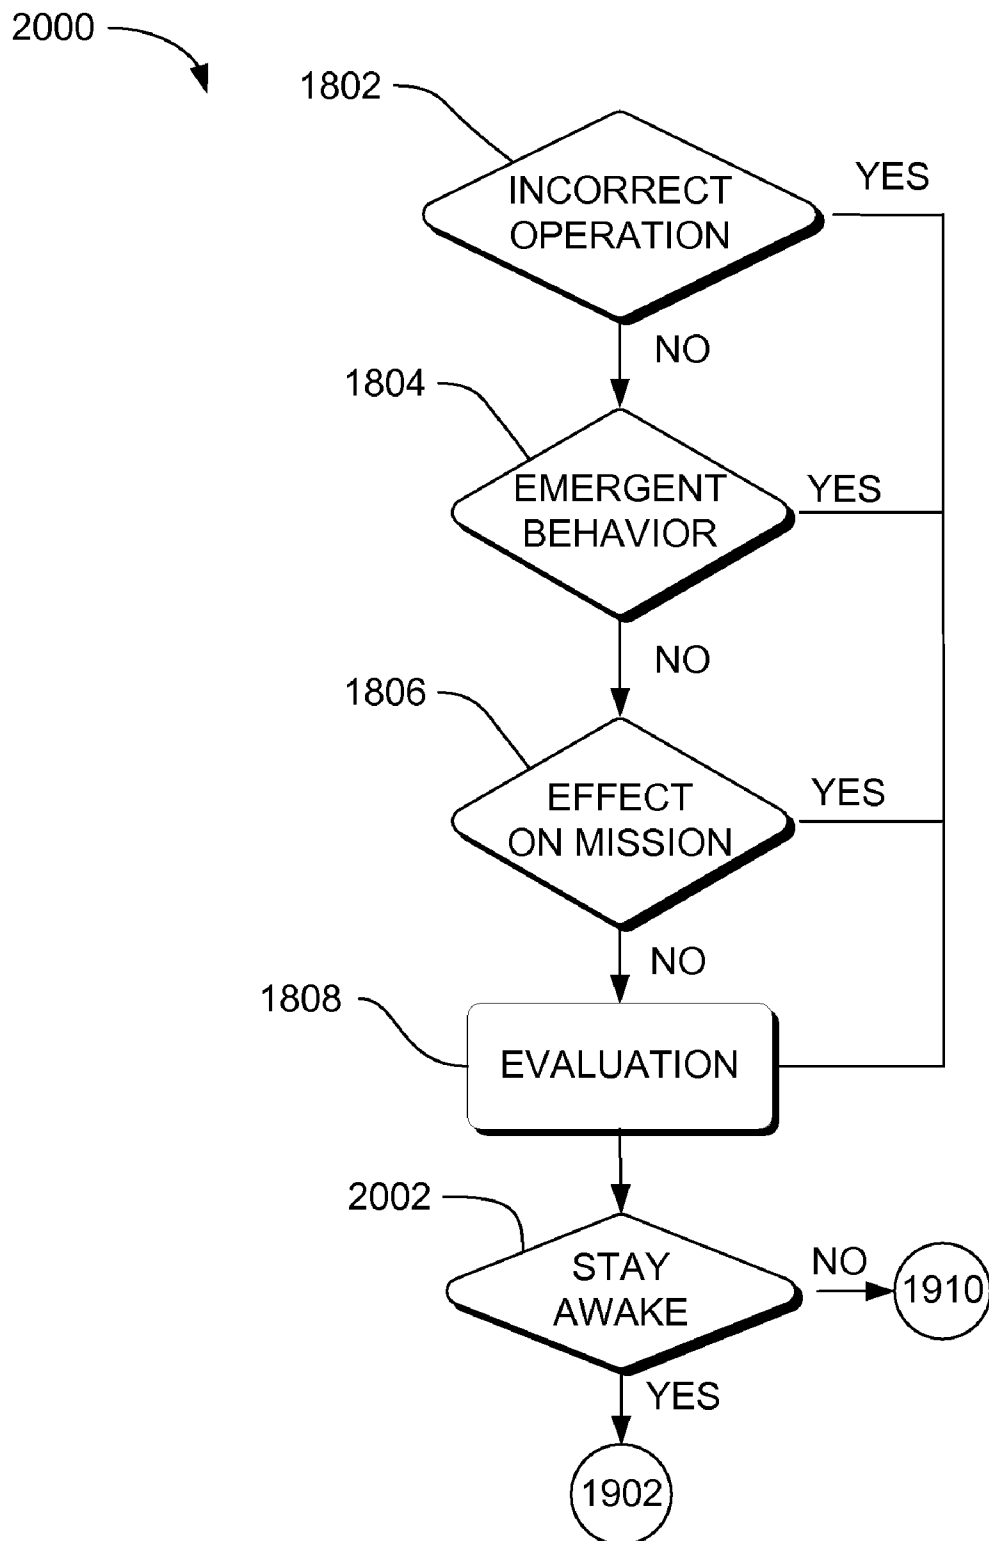 2000
1802
INCORRECT
OPERATION
YES
NO
1804
EMERGENT
BEHAVIOR
YES
NO
1806
EFFECT
ON MISSION
YES
NO
1808
EVALUATION
2002
STAY
AWAKE
NO
1910
YES
1902